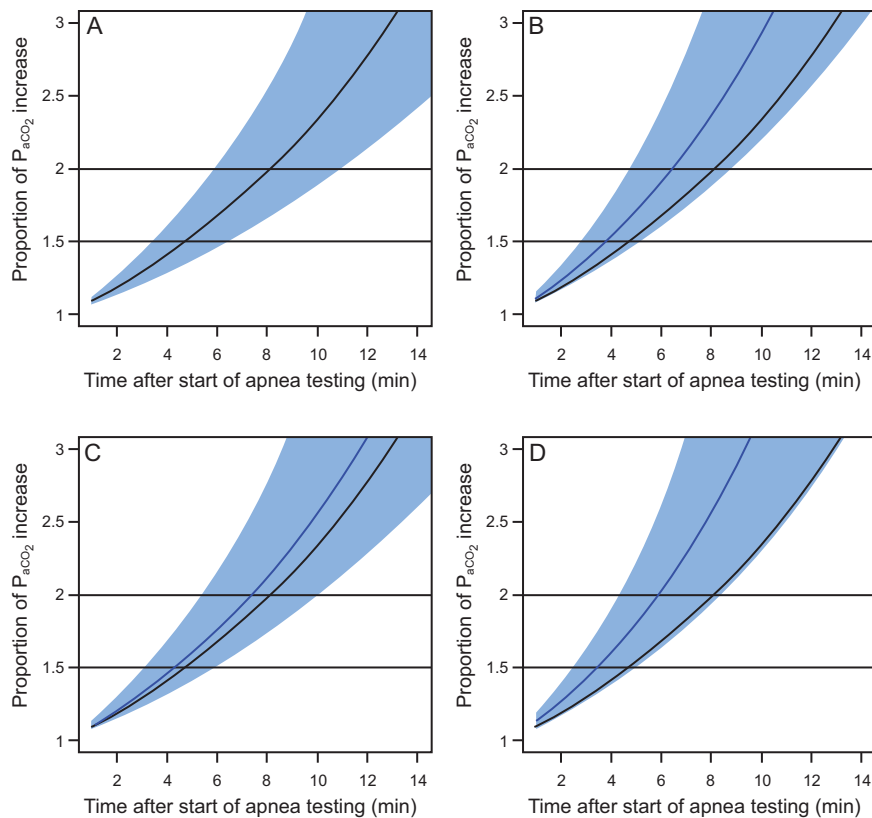 A
B
3
2.5
2
1.5
1
Proportion of PaCO2 increase
2 4 6 8 10 12 14
Time after start of apnea testing (min)
3
2.5
2
1.5
1
Proportion of PaCO2 increase
2 4 6 8 10 12 14
Time after start of apnea testing (min)
C
D
3
2.5
2
1.5
1
Proportion of PaCO2 increase
2 4 6 8 10 12 14
Time after start of apnea testing (min)
3
2.5
2
1.5
1
Proportion of PaCO2 increase
2 4 6 8 10 12 14
Time after start of apnea testing (min)